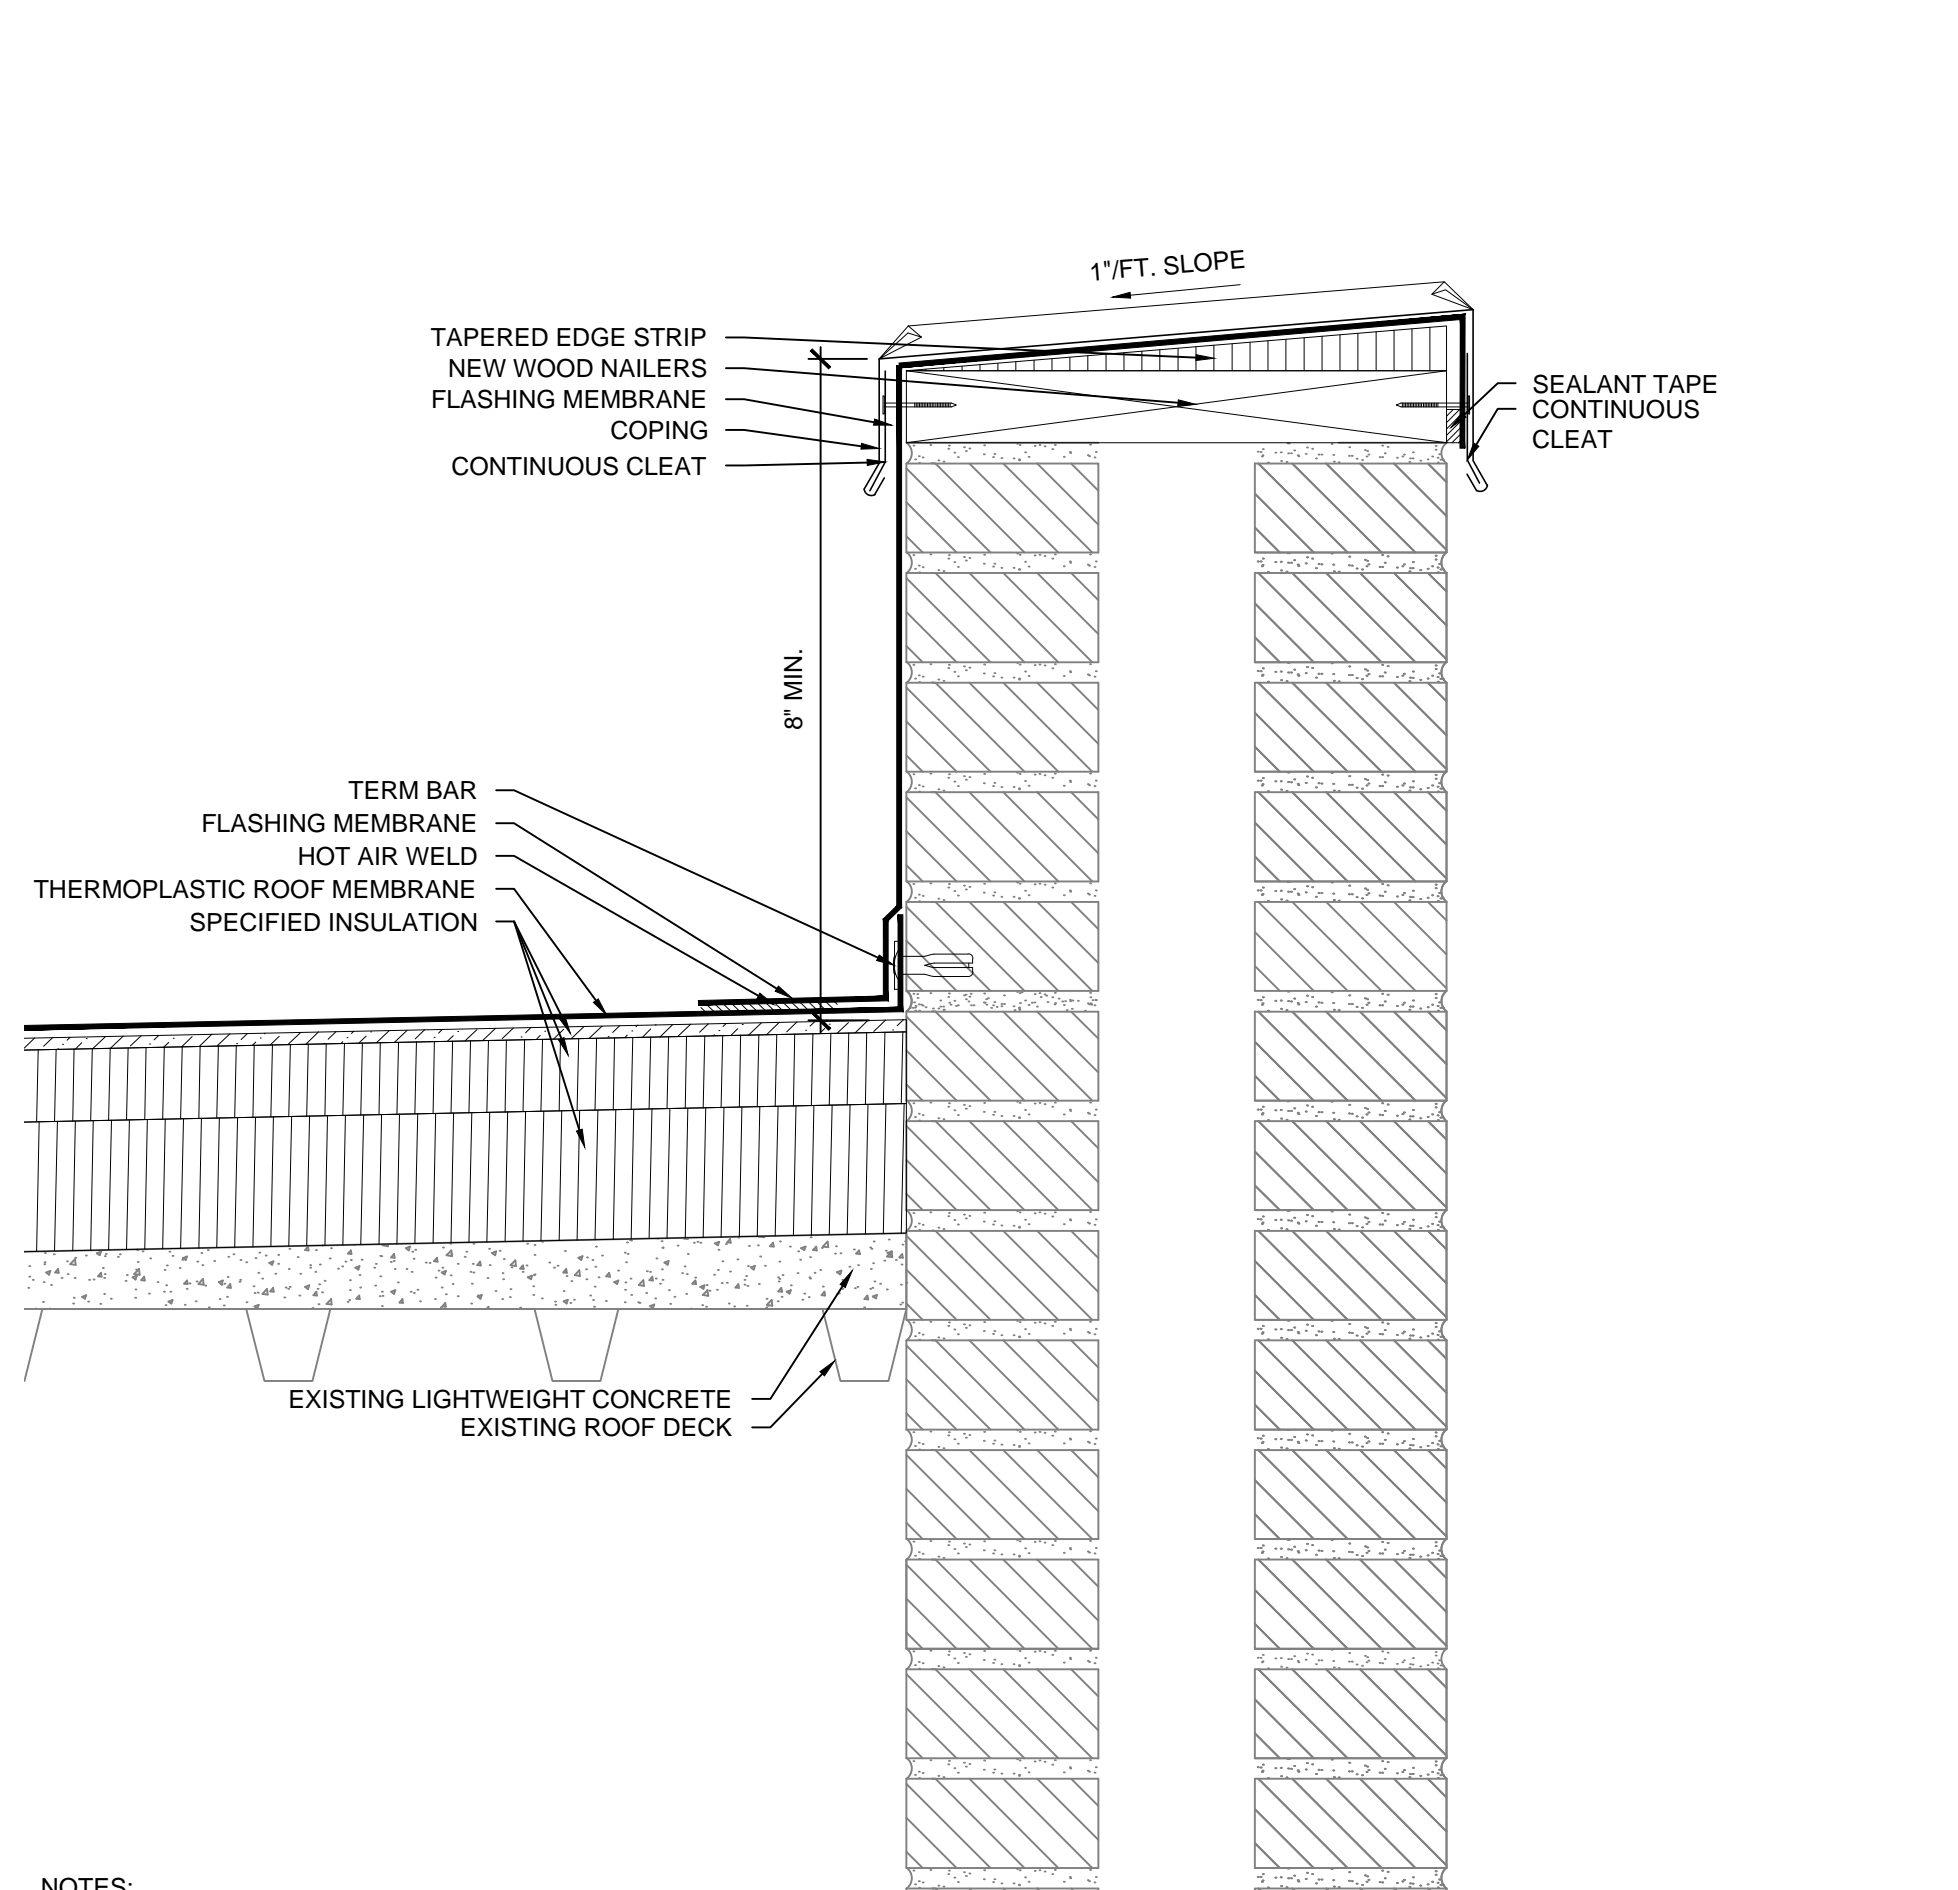 1"/FT. SLOPE
TAPERED EDGE STRIP
NEW WOOD NAILERS
FLASHING MEMBRANE
COPING
CONTINUOUS CLEAT
SEALANT TAPE
CONTINUOUS
CLEAT
8" MIN.
TERM BAR
FLASHING MEMBRANE
HOT AIR WELD
THERMOPLASTIC ROOF MEMBRANE
SPECIFIED INSULATION
EXISTING LIGHTWEIGHT CONCRETE
EXISTING ROOF DECK
NOTES: